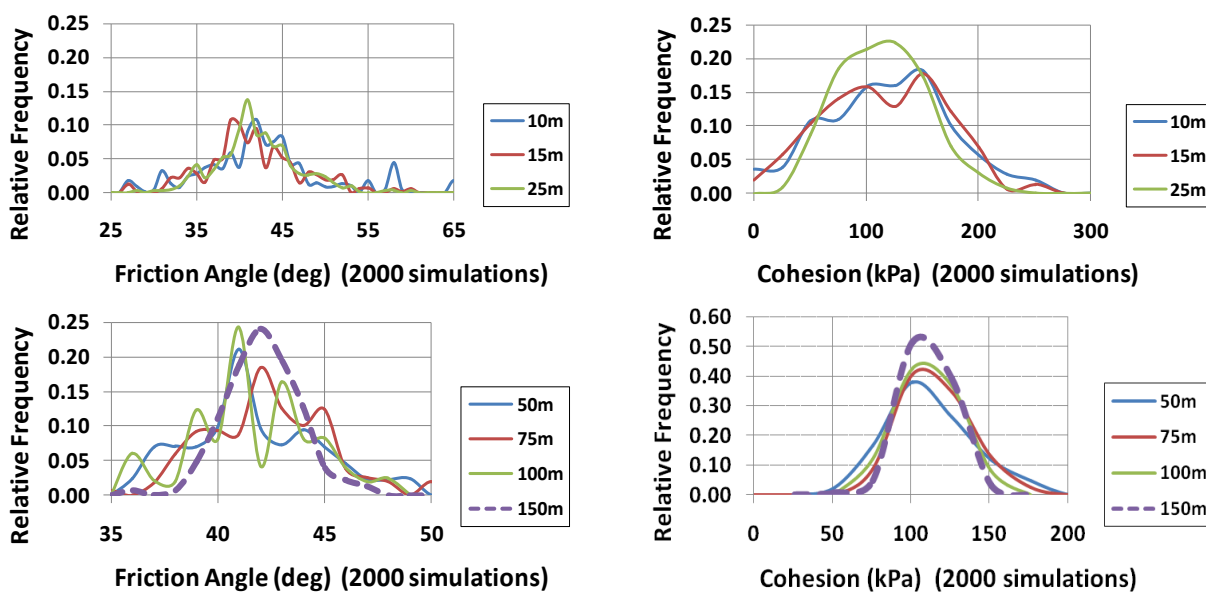 Relative Frequency
0.25
0.20
0.15
0.10
0.05
0.00
25 35 45 55 65
Friction Angle (deg) (2000 simulations)
10m
15m
25m
Relative Frequency
0.25
0.20
0.15
0.10
0.05
0.00
0 100 200 300
Cohesion (kPa) (2000 simulations)
10m
15m
25m
Relative Frequency
0.25
0.20
0.15
0.10
0.05
0.00
35 40 45 50
Friction Angle (deg) (2000 simulations)
50m
75m
100m
150m
Relative Frequency
0.60
0.50
0.40
0.30
0.20
0.10
0.00
0 50 100 150 200
Cohesion (kPa) (2000 simulations)
50m
75m
100m
150m